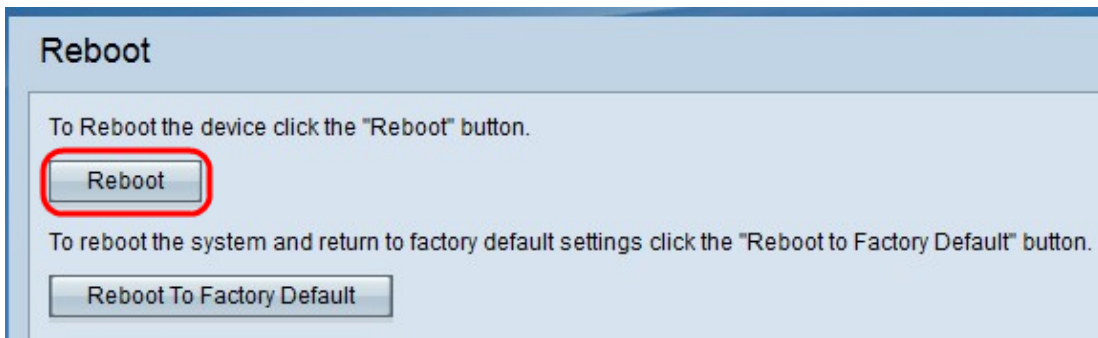 Reboot
To Reboot the device click the "Reboot" button.
Reboot
To reboot the system and return to factory default settings click the "Reboot to Factory Default" button.
Reboot To Factory Default